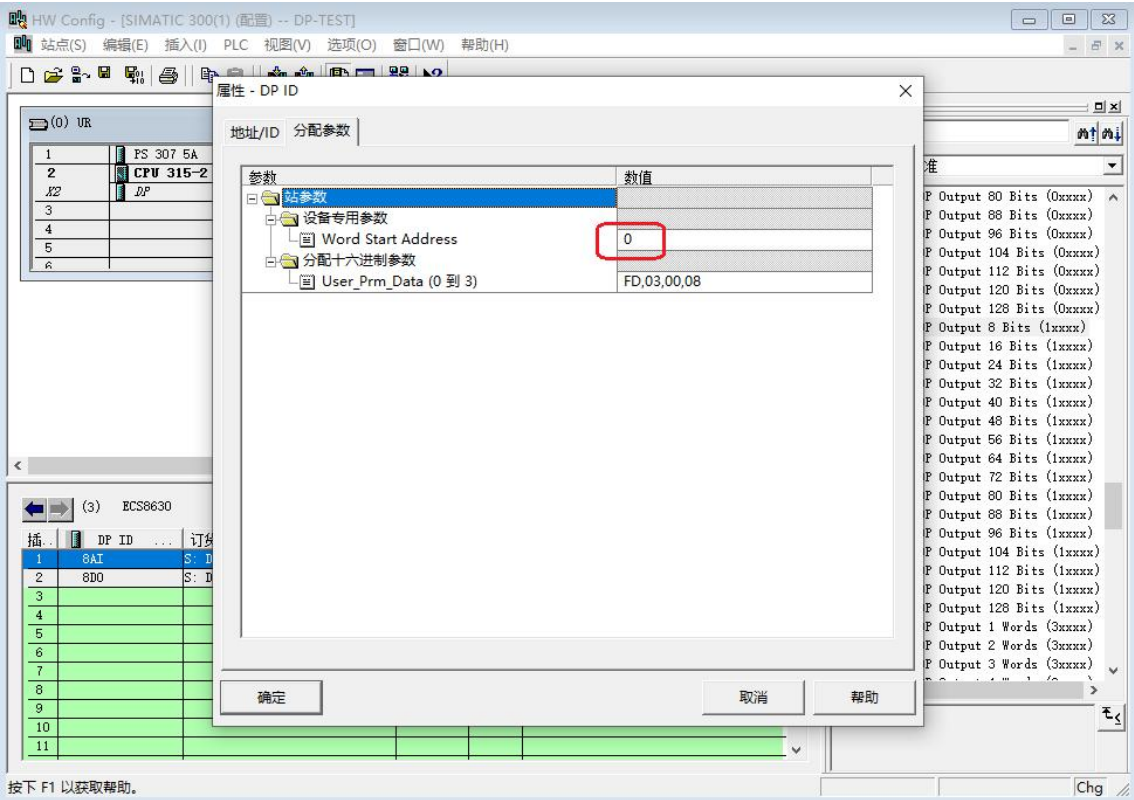 HW Config - [SIMATIC 300(1) (配置) -- DP-TEST]
站点(S) 编辑(E) 插入(I) PLC 视图(V) 选项(O) 窗口(W) 帮助(H)
属性 - DP ID
地址/ID 分配参数
参数 数值
站参数
设备专用参数
Word Start Address 0
分配十六进制参数
User_Prm_Data (0 到 3) FD,03,00,08
确定 取消 帮助
(0) UR
1 PS 307 5A
2 CPU 315-2
X2 DP
3
4
5
6
(3) ECS8630
插... DP ID ...
1 8AI S: D
2 8DO S: D
3
4
5
6
7
8
9
10
11
准
P Output 80 Bits (0xxxx)
P Output 88 Bits (0xxxx)
P Output 96 Bits (0xxxx)
P Output 104 Bits (0xxxx)
P Output 112 Bits (0xxxx)
P Output 120 Bits (0xxxx)
P Output 128 Bits (0xxxx)
P Output 8 Bits (1xxxx)
P Output 16 Bits (1xxxx)
P Output 24 Bits (1xxxx)
P Output 32 Bits (1xxxx)
P Output 40 Bits (1xxxx)
P Output 48 Bits (1xxxx)
P Output 56 Bits (1xxxx)
P Output 64 Bits (1xxxx)
P Output 72 Bits (1xxxx)
P Output 80 Bits (1xxxx)
P Output 88 Bits (1xxxx)
P Output 96 Bits (1xxxx)
P Output 104 Bits (1xxxx)
P Output 112 Bits (1xxxx)
P Output 120 Bits (1xxxx)
P Output 128 Bits (1xxxx)
P Output 1 Words (3xxxx)
P Output 2 Words (3xxxx)
P Output 3 Words (3xxxx)
按下 F1 以获取帮助。 Chg